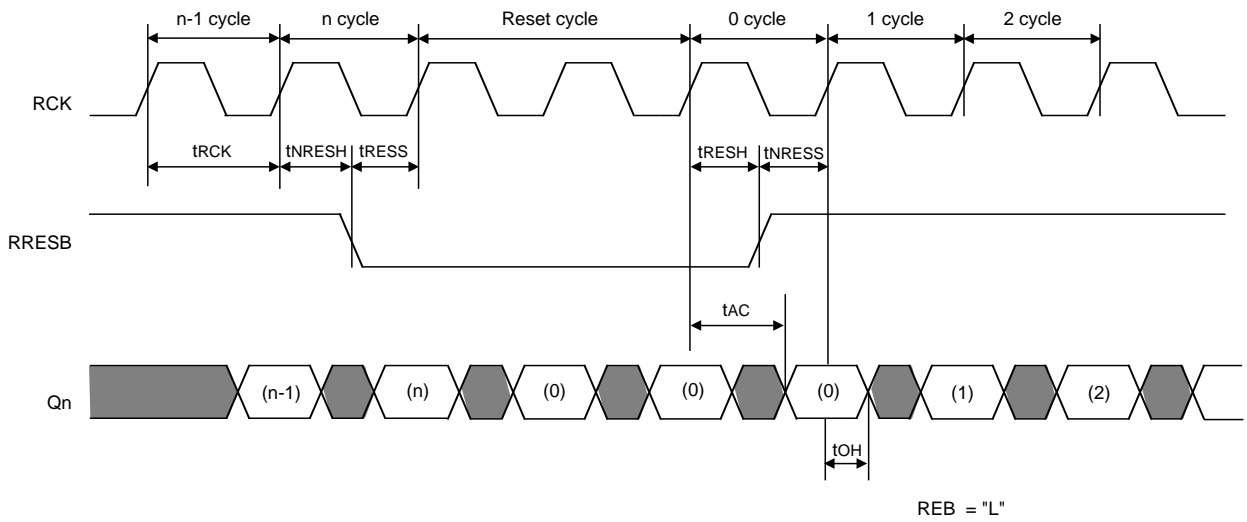 n-1 cycle n cycle Reset cycle 0 cycle 1 cycle 2 cycle
RCK
tRCK tNRESH tRESS tRESH tNRESS
RRESB
tAC
Qn (n-1) (n) (0) (0) (0) (1) (2)
tOH
REB = "L"